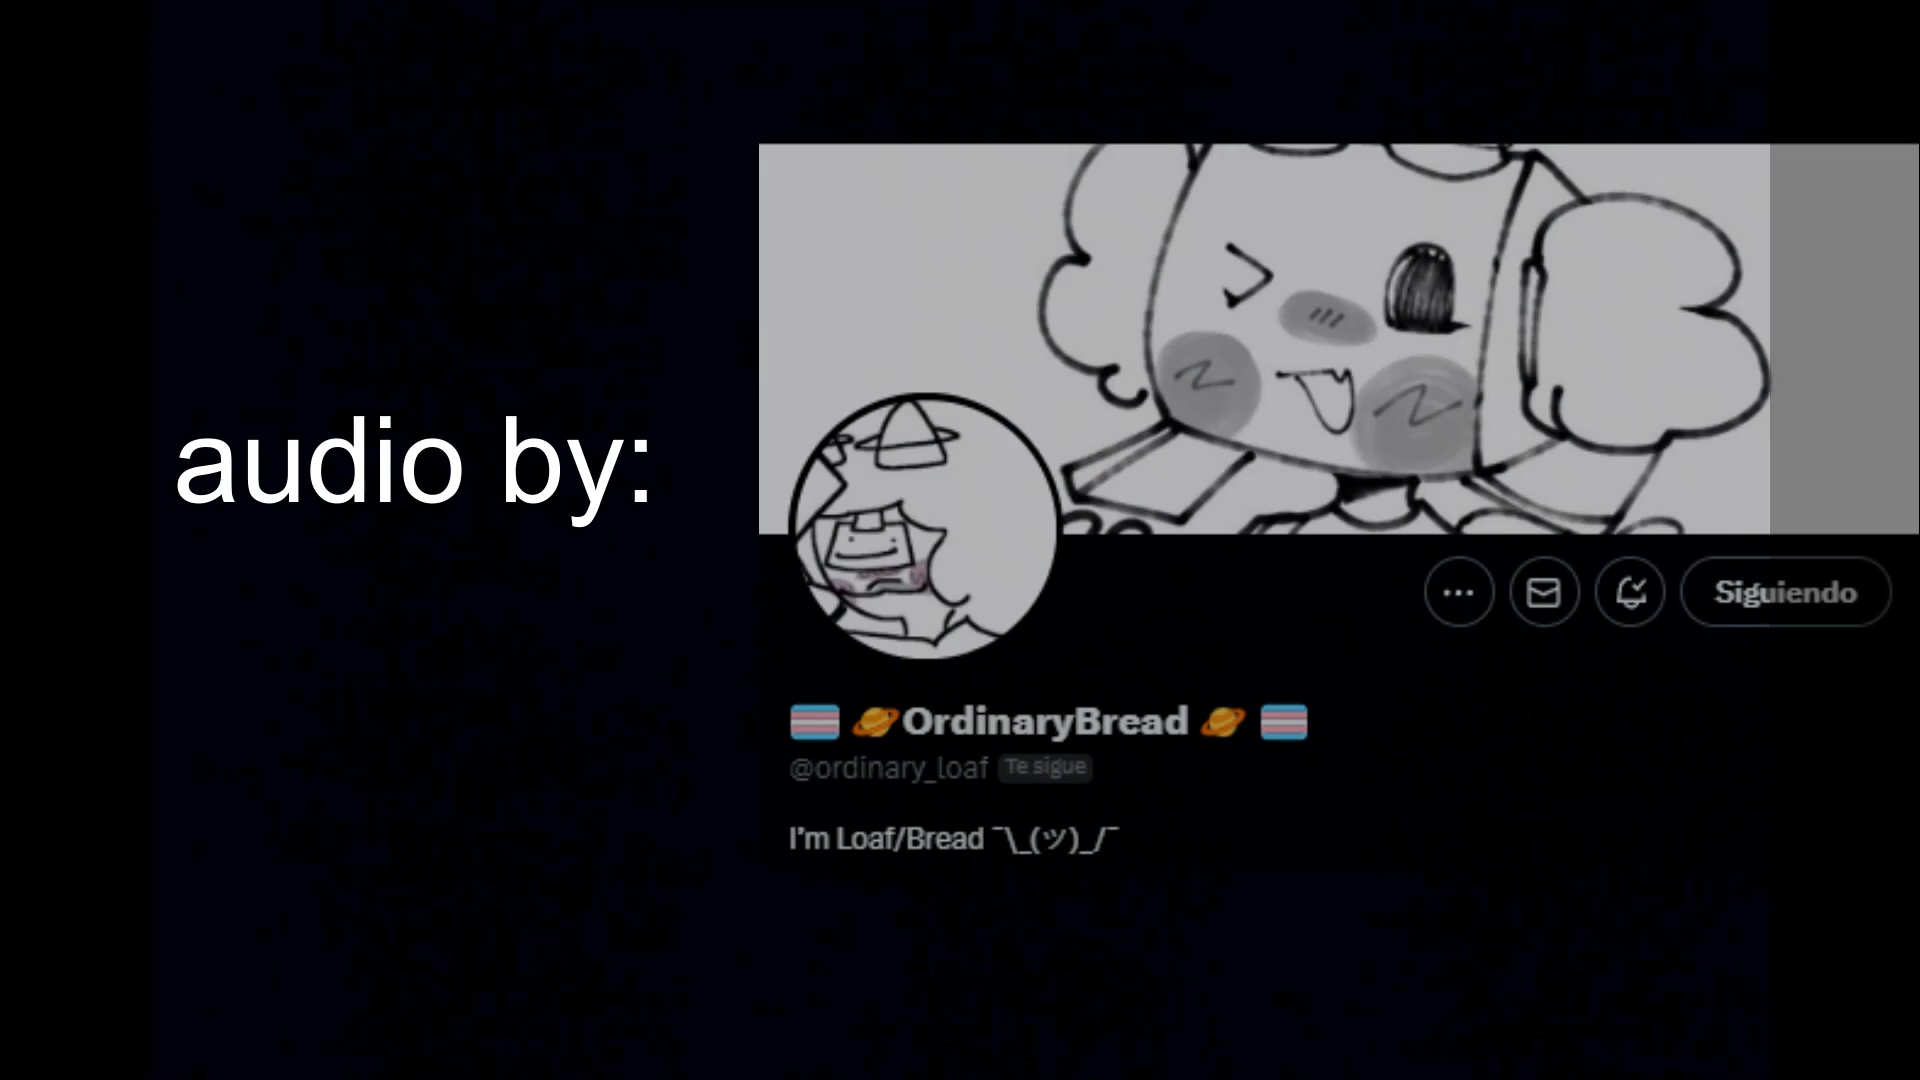 audio by:
Siguiendo
🏳️‍⚧️ 🪐OrdinaryBread 🪐 🏳️‍⚧️
@ordinary_loaf Te sigue
I'm Loaf/Bread ¯\_(ツ)_/¯